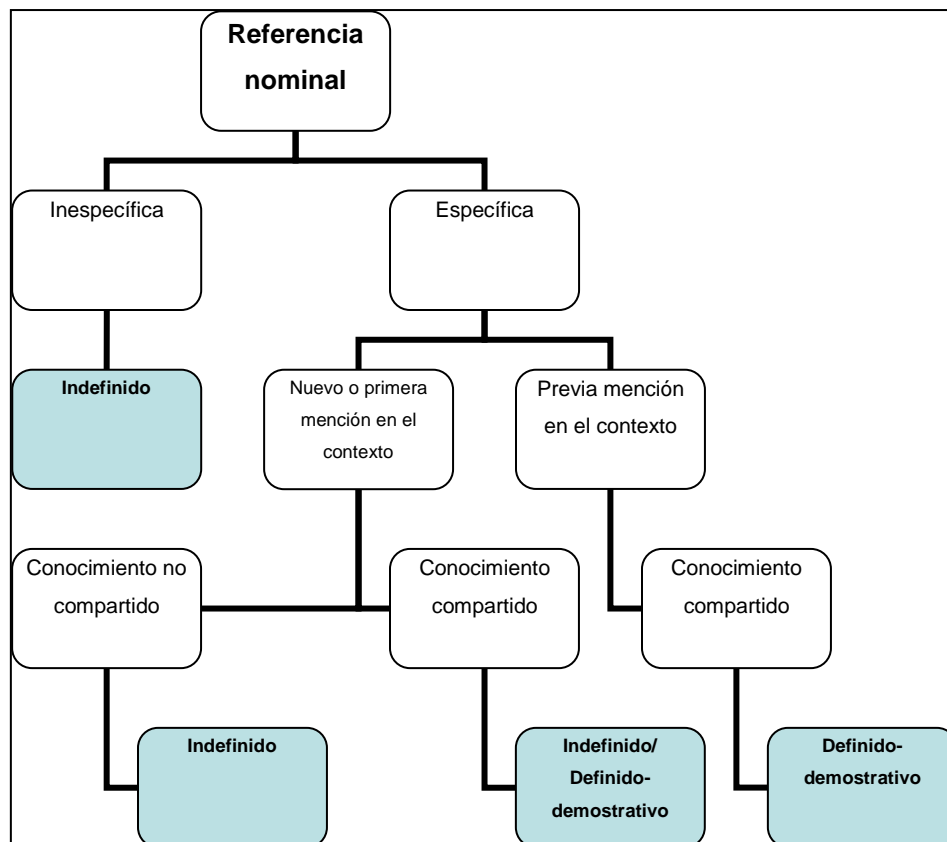 Referencia
nominal
Inespecífica
Específica
Indefinido
Nuevo o primera
mención en el
contexto
Previa mención
en el contexto
Conocimiento no
compartido
Conocimiento
compartido
Conocimiento
compartido
Indefinido
Indefinido/
Definido-
demostrativo
Definido-
demostrativo